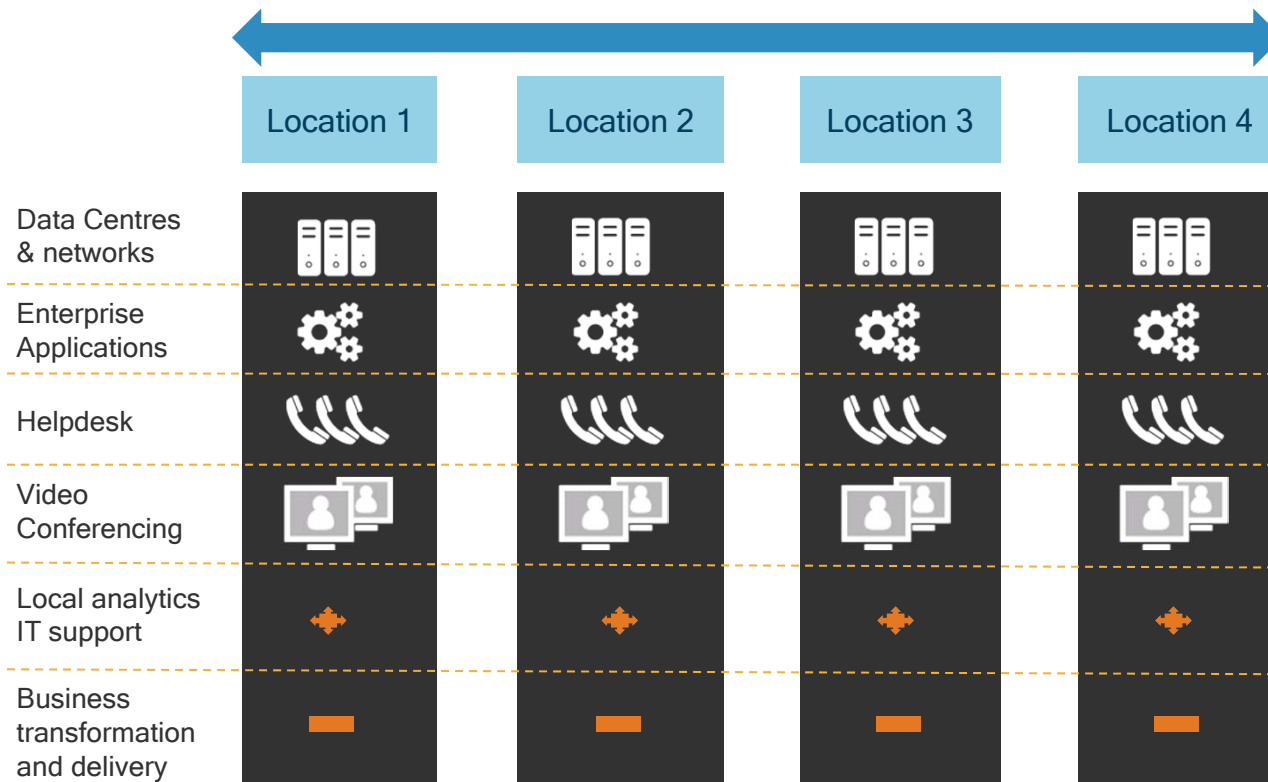 Location 1
Location 2
Location 3
Location 4
Data Centres
& networks
Enterprise
Applications
Helpdesk
Video
Conferencing
Local analytics
IT support
Business
transformation
and delivery